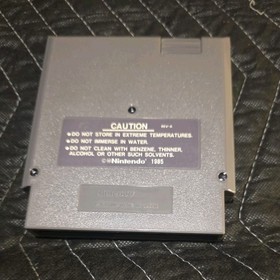 CAUTION
●DO NOT STORE IN EXTREME TEMPERATURES.
●DO NOT IMMERSE IN WATER.
●DO NOT CLEAN WITH BENZENE, THINNER,
ALCOHOL OR OTHER SUCH SOLVENTS.
©®Nintendo 1985